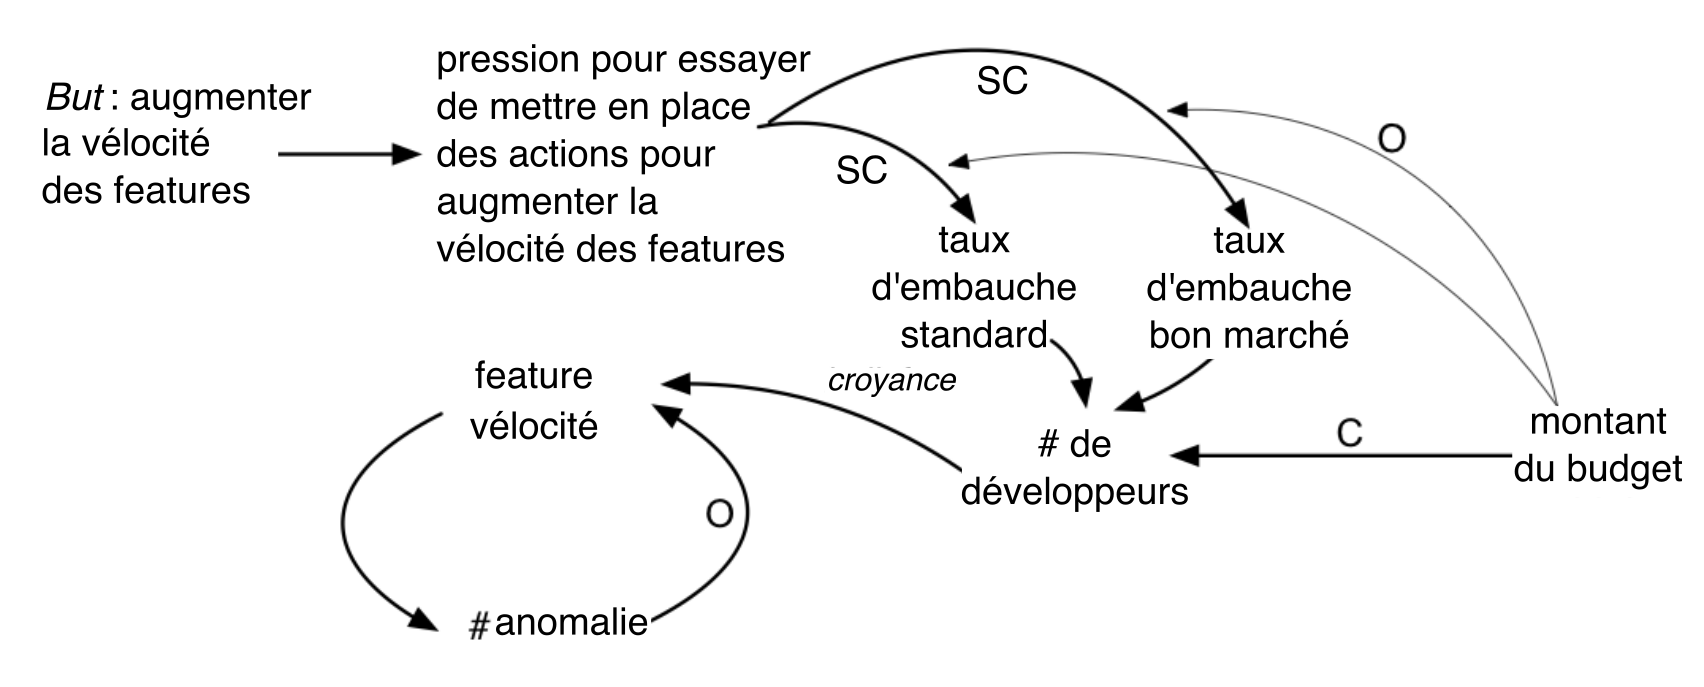 But : augmenter
la vélocité
des features
pression pour essayer
de mettre en place
des actions pour
augmenter la
vélocité des features
SC
SC
O
taux
d'embauche
standard
taux
d'embauche
bon marché
croyance
feature
vélocité
# de
développeurs
C
montant
du budget
O
#anomalie